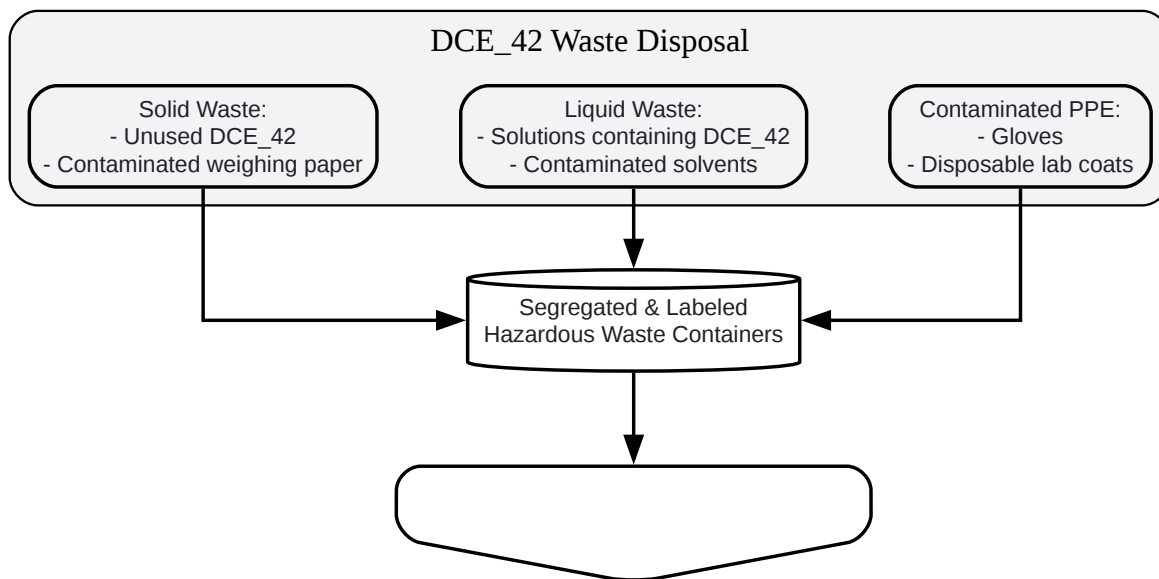 DCE_42 Waste Disposal
Solid Waste:
- Unused DCE_42
- Contaminated weighing paper
Liquid Waste:
- Solutions containing DCE_42
- Contaminated solvents
Contaminated PPE:
- Gloves
- Disposable lab coats
Segregated & Labeled
Hazardous Waste Containers